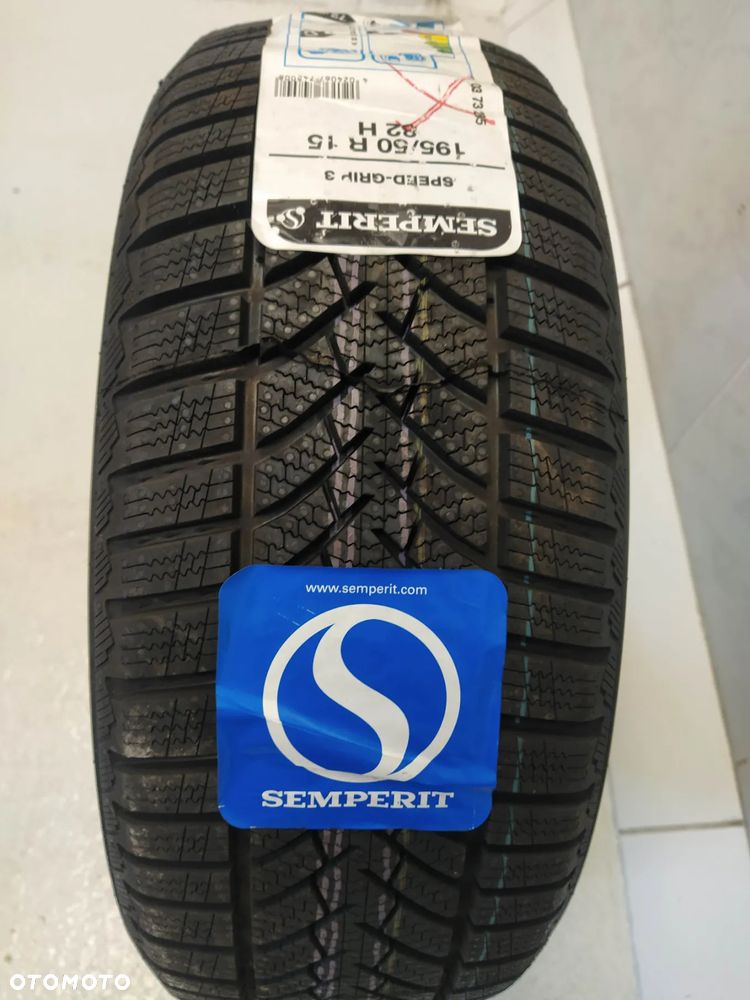 SEMPERIT
SPEED-GRIP 3
195/50 R 15
82 H
www.semperit.com
SEMPERIT
OTOMOTO